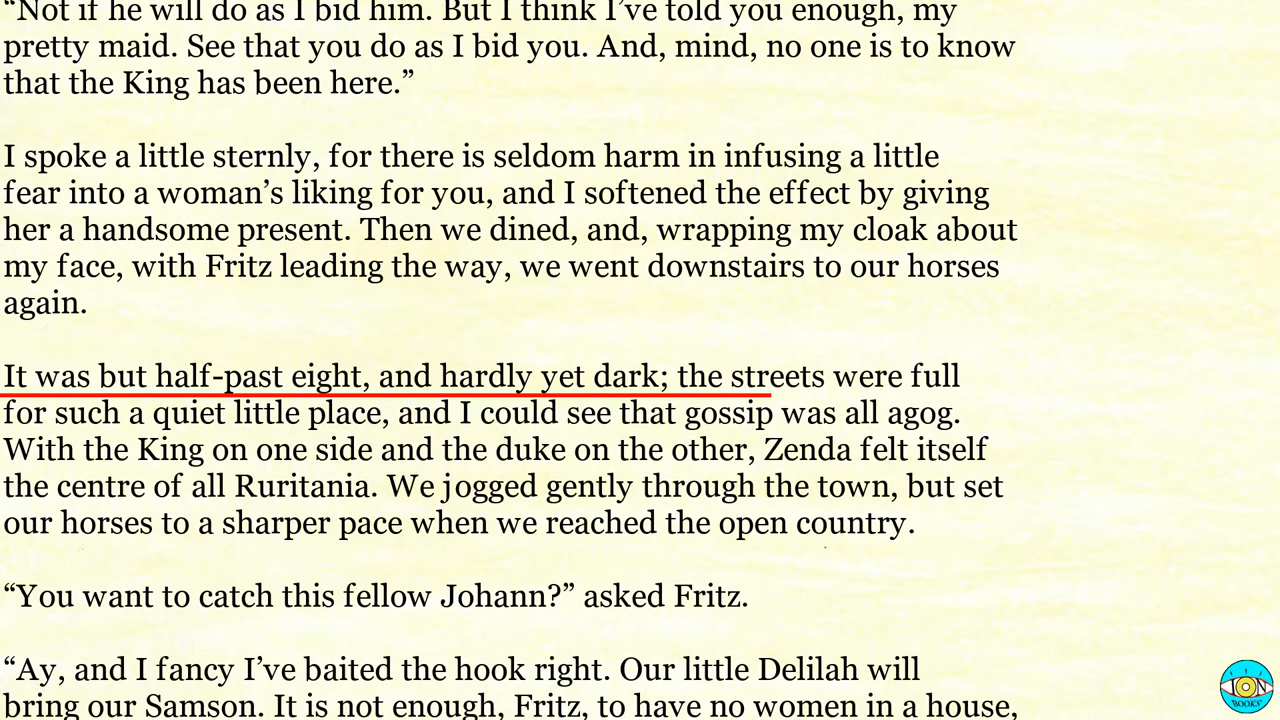 “Not if he will do as I bid him. But I think I’ve told you enough, my
pretty maid. See that you do as I bid you. And, mind, no one is to know
that the King has been here.”
I spoke a little sternly, for there is seldom harm in infusing a little
fear into a woman’s liking for you, and I softened the effect by giving
her a handsome present. Then we dined, and, wrapping my cloak about
my face, with Fritz leading the way, we went downstairs to our horses
again.
It was but half-past eight, and hardly yet dark; the streets were full
for such a quiet little place, and I could see that gossip was all agog.
With the King on one side and the duke on the other, Zenda felt itself
the centre of all Ruritania. We jogged gently through the town, but set
our horses to a sharper pace when we reached the open country.
“You want to catch this fellow Johann?” asked Fritz.
“Ay, and I fancy I’ve baited the hook right. Our little Delilah will
bring our Samson. It is not enough, Fritz, to have no women in a house,
ION
BOOKS